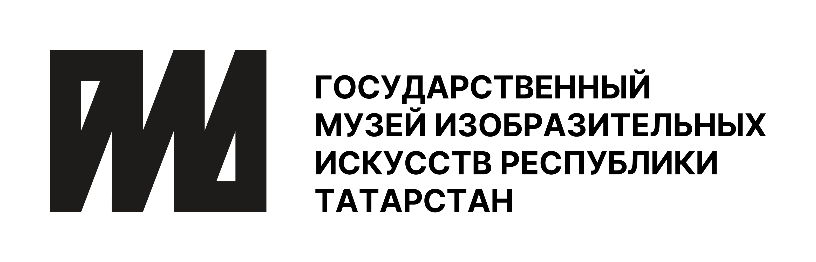 ГОСУДАРСТВЕННЫЙ
МУЗЕЙ ИЗОБРАЗИТЕЛЬНЫХ
ИСКУССТВ РЕСПУБЛИКИ
ТАТАРСТАН